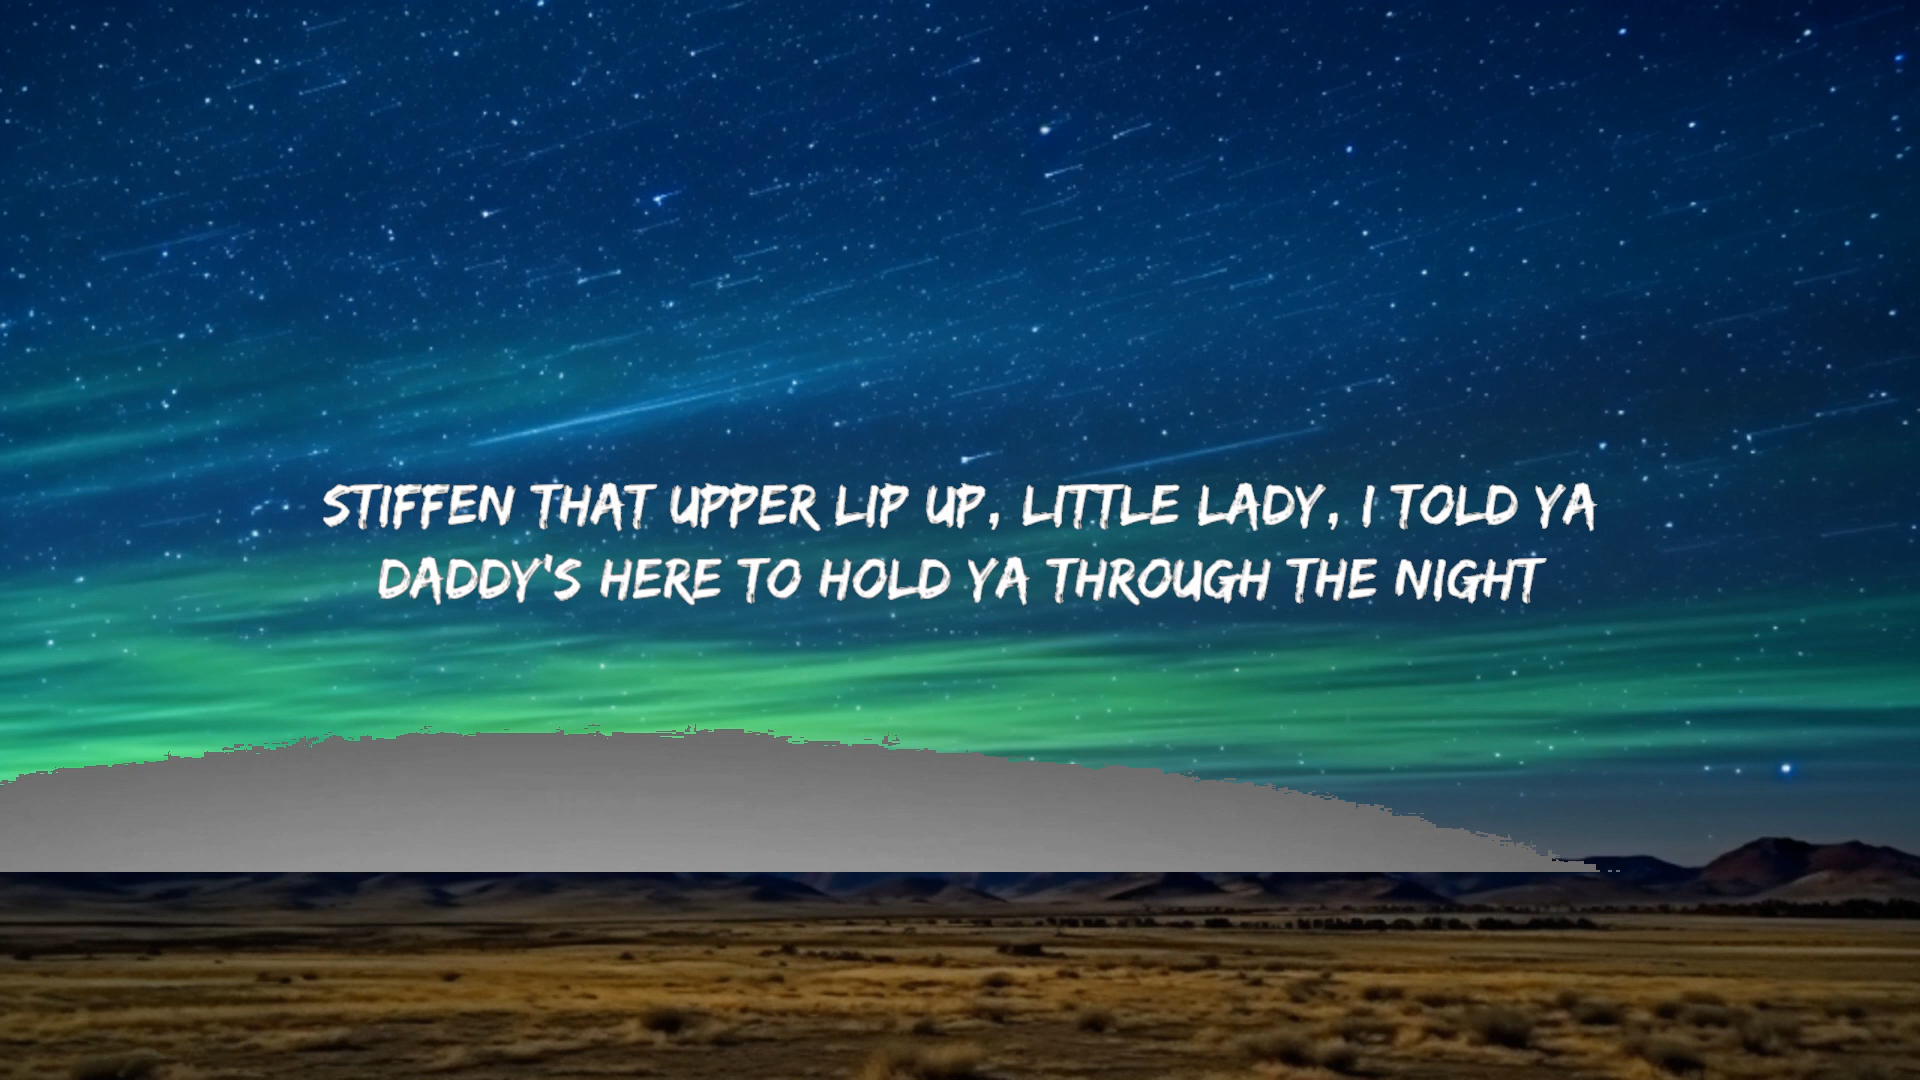 STIFFEN THAT UPPER LIP UP, LITTLE LADY, I TOLD YA
DADDY'S HERE TO HOLD YA THROUGH THE NIGHT